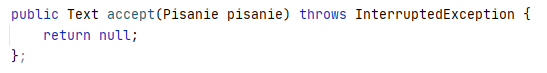 public Text accept(Pisanie pisanie) throws InterruptedException {
    return null;
};